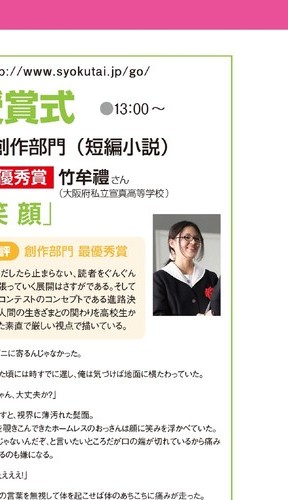 p://www.syokutai.jp/go/
受賞式 ●13:00〜
創作部門（短編小説）
優秀賞 竹牟禮さん
（大阪府私立宣真高等学校）
笑 顔」
評 創作部門 最優秀賞
だしたら止まらない、読者をぐんぐん
張っていく展開はさすがである。そして
コンテストのコンセプトである進路決
人間の生きざまとの関わりを高校生か
た素直で厳しい視点で描いている。
ビニに寄るんじゃなかった。
た頃には時すでに遅し、俺は気づけば地面に横たわっていた。
ゃん、大丈夫か?」
すと、視界に薄汚れた髭面。
を覗きこんできたホームレスのおっさんは顔に笑みを浮かべていた。
じゃないんだぞ、と言いたいところだが口の端が切れているから痛み
るのも嫌になる。
えええ!」
の言葉を無視して体を起こせば体のあちこちに痛みが走った。